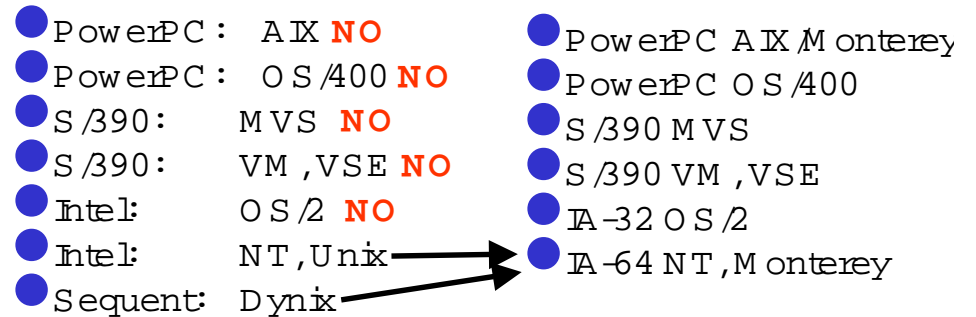 PowerPC: AIX NO
PowerPC: OS/400 NO
S/390: MVS NO
S/390: VM,VSE NO
Intel: OS/2 NO
Intel: NT,Unix
Sequent: Dynix
PowerPC AIX/Monterey
PowerPC OS/400
S/390 MVS
S/390 VM,VSE
IA-32 OS/2
IA-64 NT,Monterey